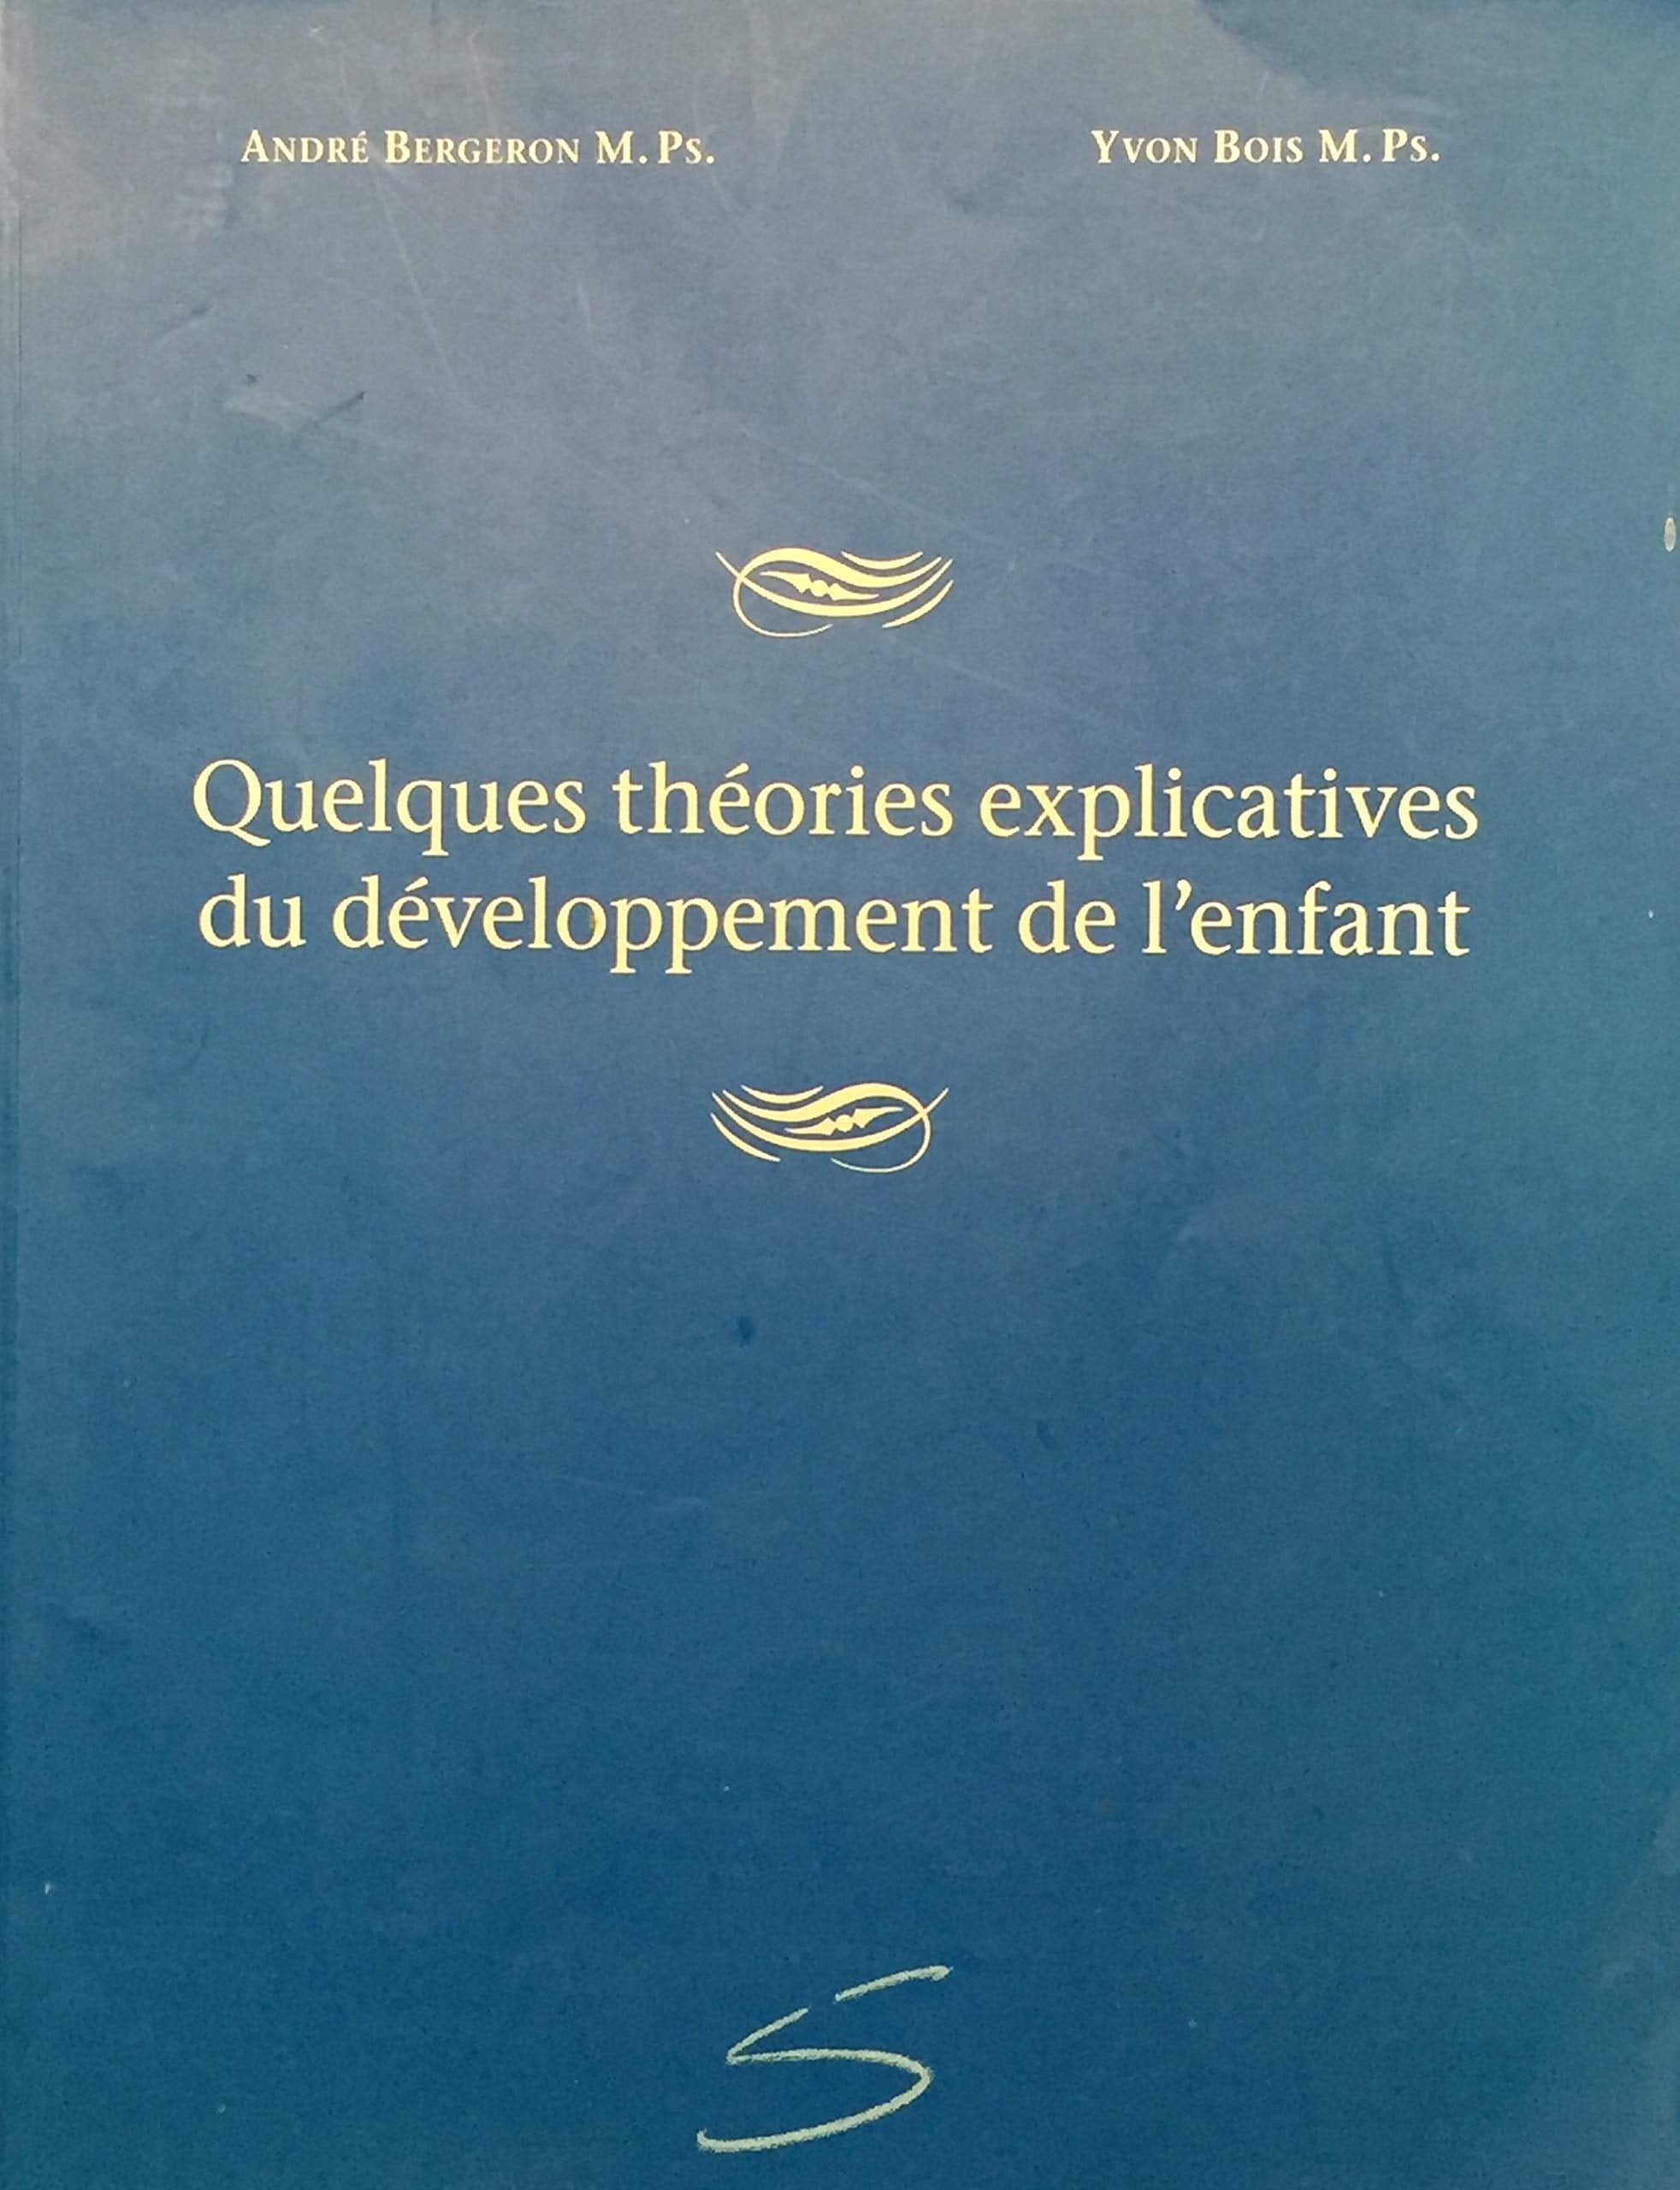 ANDRÉ BERGERON M. PS.
YVON BOIS M. PS.
Quelques théories explicatives
du développement de l'enfant
S